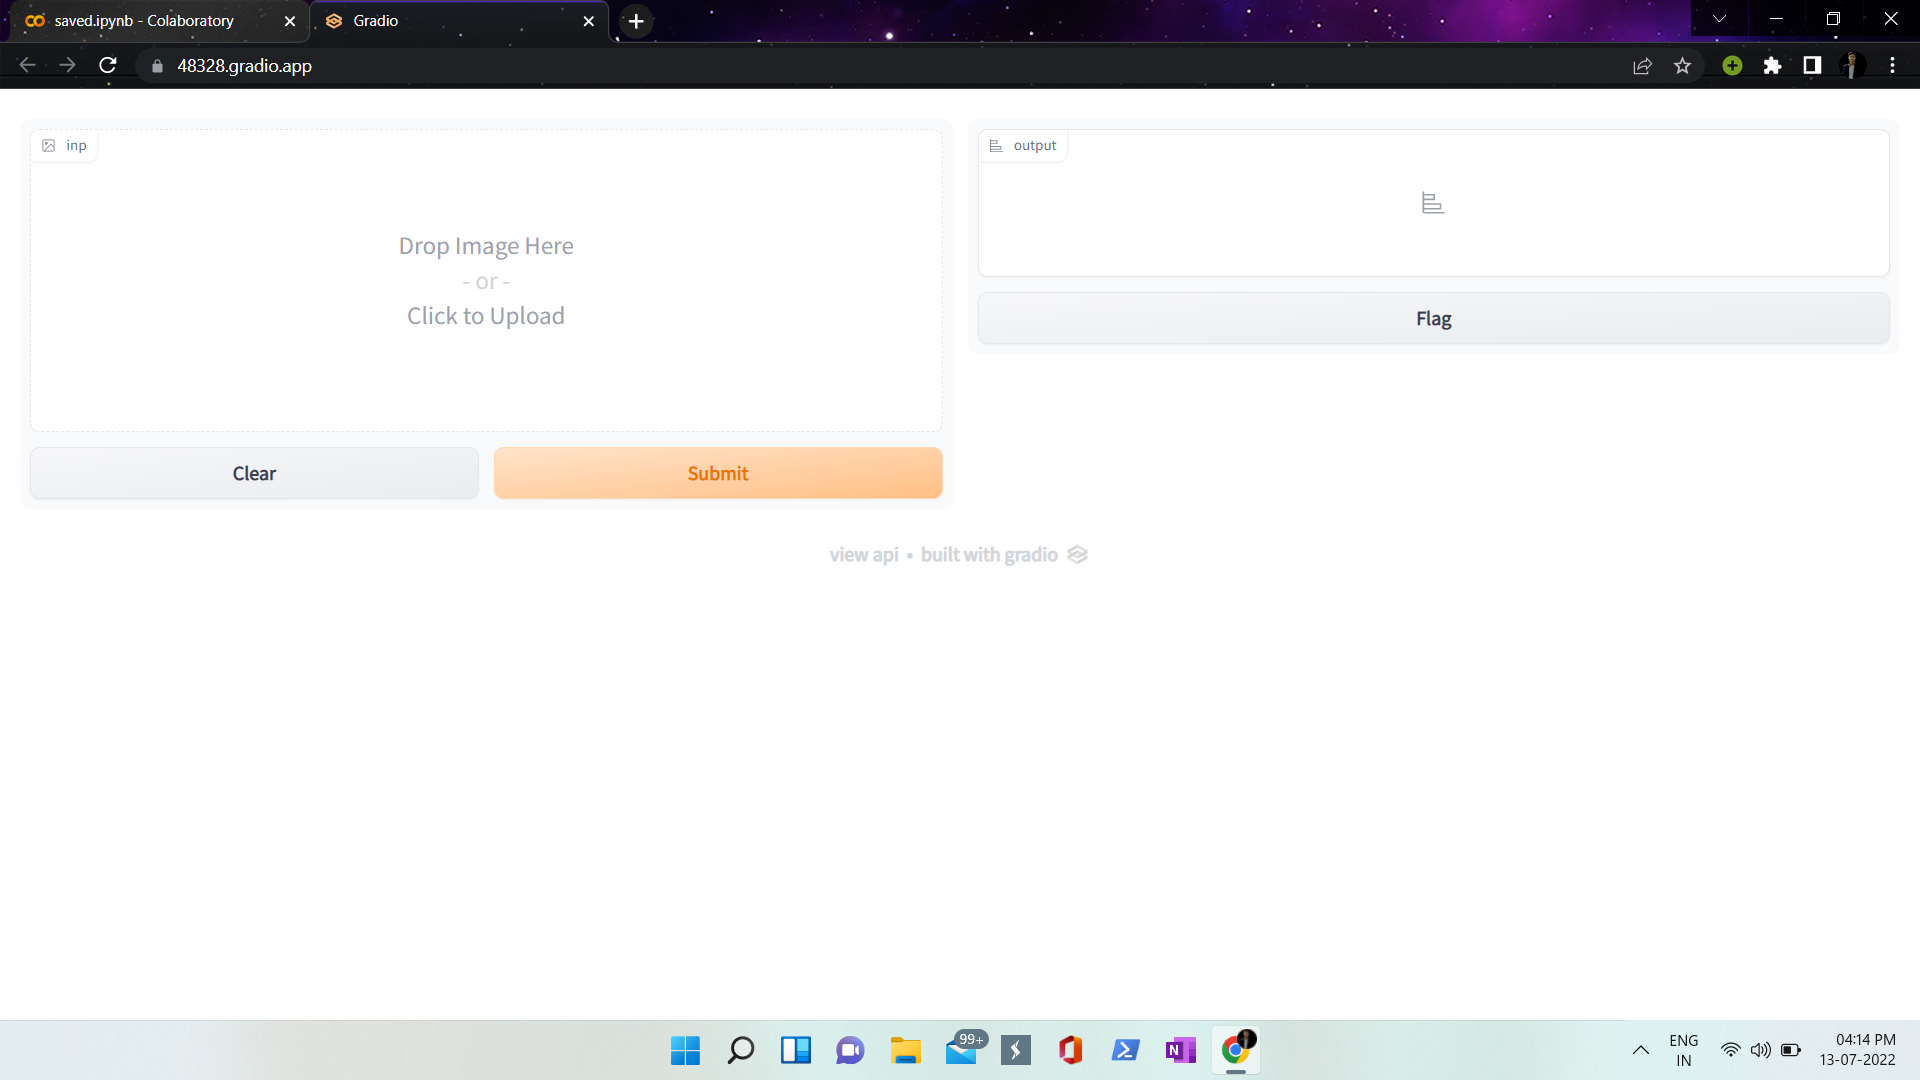 saved.ipynb - Colaboratory
Gradio
48328.gradio.app
inp
Drop Image Here
- or -
Click to Upload
Clear
Submit
output
Flag
view api • built with gradio
99+
N
ENG
IN
04:14 PM
13-07-2022